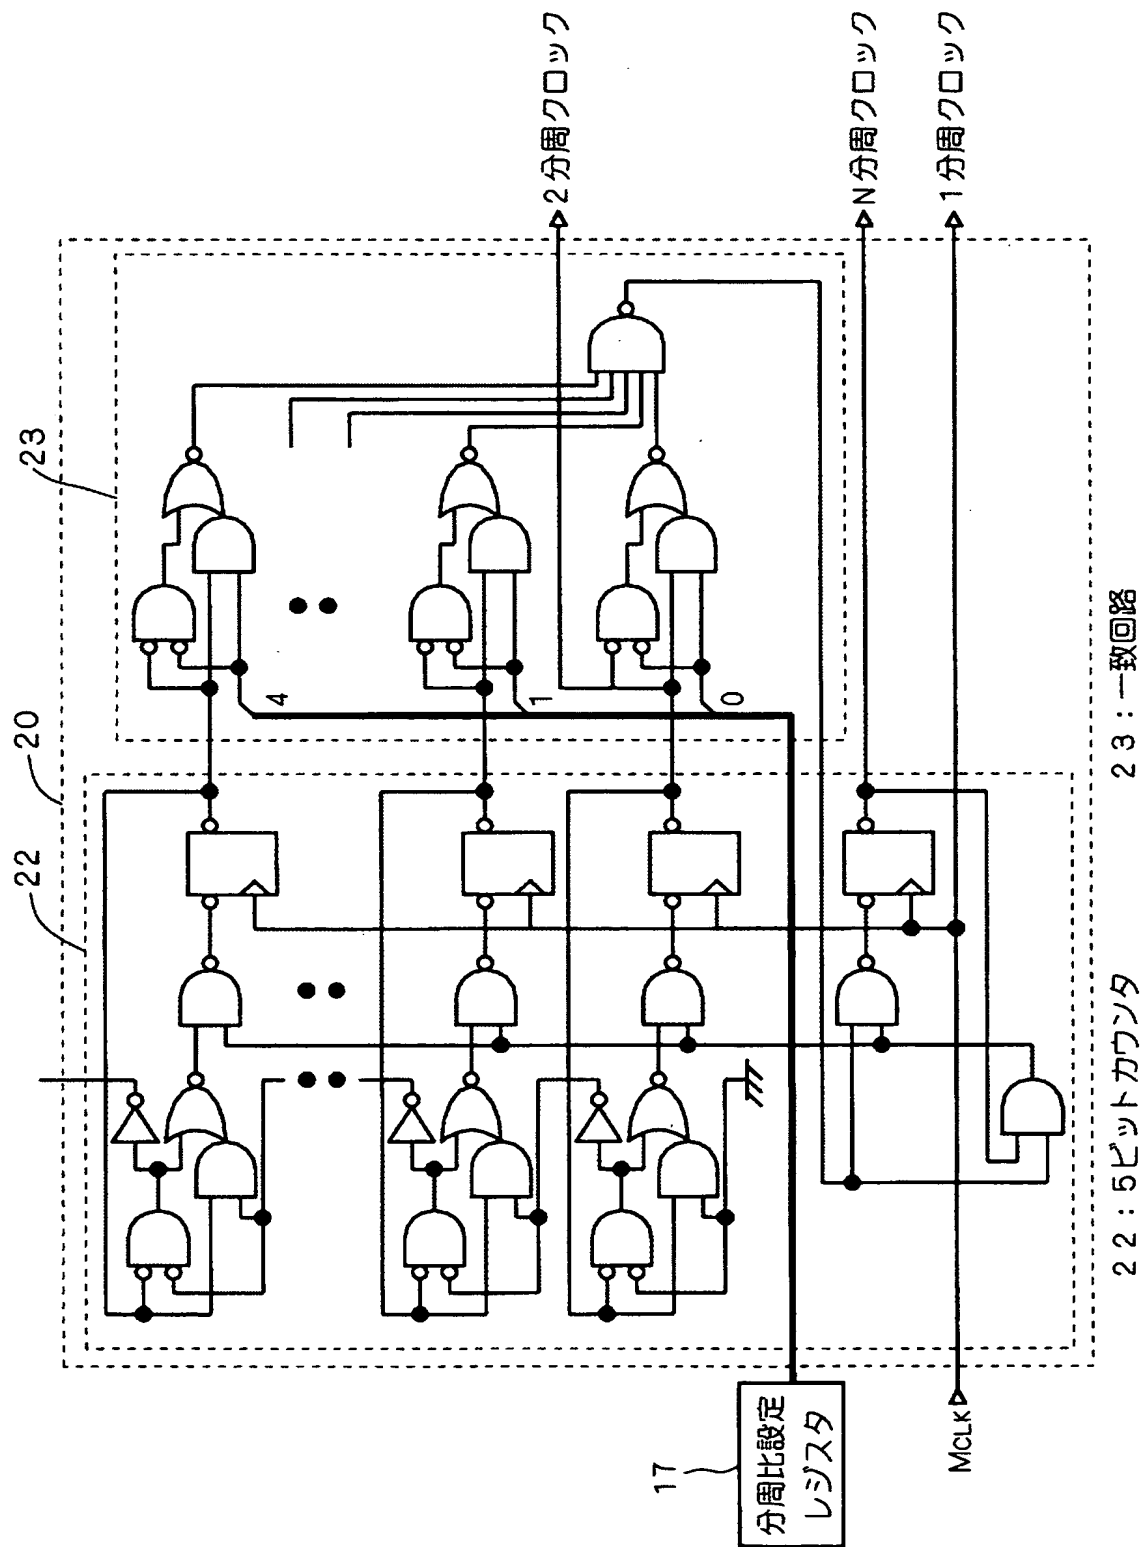 20
22
23
4
1
0
2分周クロック
N分周クロック
1分周クロック
17
分周比設定
レジスタ
MCLK
22:5ビットカウンタ
23:一致回路